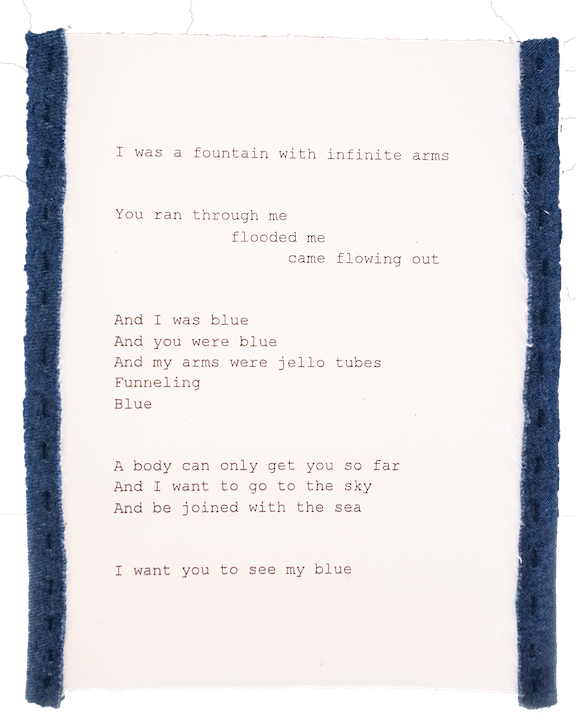 I was a fountain with infinite arms
You ran through me
flooded me
came flowing out
And I was blue
And you were blue
And my arms were jello tubes
Funneling
Blue
A body can only get you so far
And I want to go to the sky
And be joined with the sea
I want you to see my blue